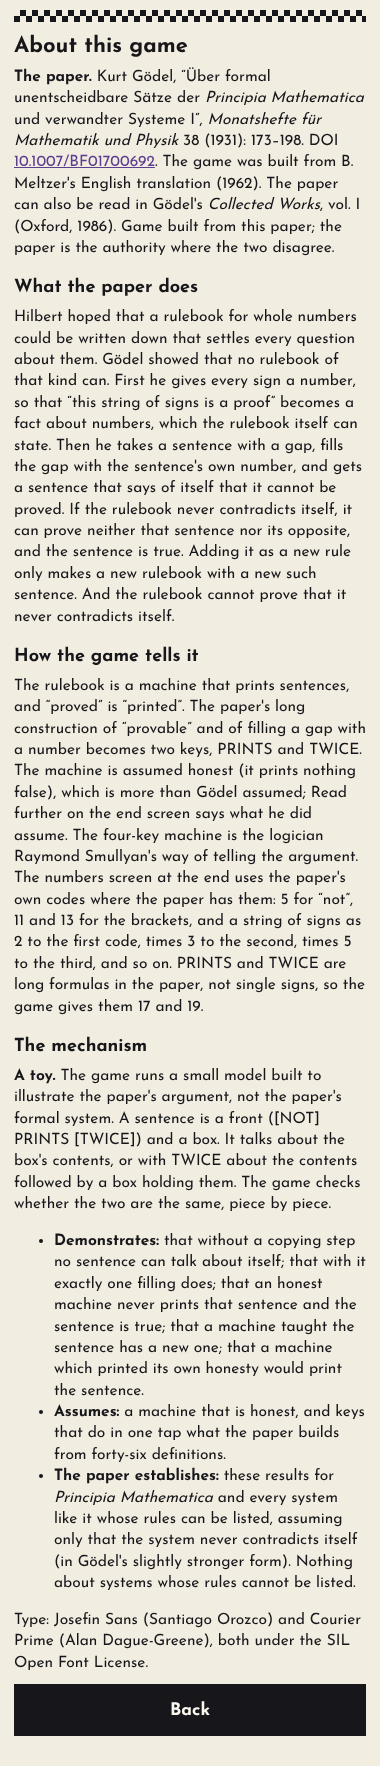 About this game
The paper. Kurt Gödel, “Über formal
unentscheidbare Sätze der Principia Mathematica
und verwandter Systeme I”, Monatshefte für
Mathematik und Physik 38 (1931): 173–198. DOI
10.1007/BF01700692. The game was built from B.
Meltzer's English translation (1962). The paper
can also be read in Gödel's Collected Works, vol. I
(Oxford, 1986). Game built from this paper; the
paper is the authority where the two disagree.
What the paper does
Hilbert hoped that a rulebook for whole numbers
could be written down that settles every question
about them. Gödel showed that no rulebook of
that kind can. First he gives every sign a number,
so that “this string of signs is a proof” becomes a
fact about numbers, which the rulebook itself can
state. Then he takes a sentence with a gap, fills
the gap with the sentence's own number, and gets
a sentence that says of itself that it cannot be
proved. If the rulebook never contradicts itself, it
can prove neither that sentence nor its opposite,
and the sentence is true. Adding it as a new rule
only makes a new rulebook with a new such
sentence. And the rulebook cannot prove that it
never contradicts itself.
How the game tells it
The rulebook is a machine that prints sentences,
and “proved” is “printed”. The paper's long
construction of “provable” and of filling a gap with
a number becomes two keys, PRINTS and TWICE.
The machine is assumed honest (it prints nothing
false), which is more than Gödel assumed; Read
further on the end screen says what he did
assume. The four-key machine is the logician
Raymond Smullyan's way of telling the argument.
The numbers screen at the end uses the paper's
own codes where the paper has them: 5 for “not”,
11 and 13 for the brackets, and a string of signs as
2 to the first code, times 3 to the second, times 5
to the third, and so on. PRINTS and TWICE are
long formulas in the paper, not single signs, so the
game gives them 17 and 19.
The mechanism
A toy. The game runs a small model built to
illustrate the paper's argument, not the paper's
formal system. A sentence is a front ([NOT]
PRINTS [TWICE]) and a box. It talks about the
box's contents, or with TWICE about the contents
followed by a box holding them. The game checks
whether the two are the same, piece by piece.
• Demonstrates: that without a copying step
no sentence can talk about itself; that with it
exactly one filling does; that an honest
machine never prints that sentence and the
sentence is true; that a machine taught the
sentence has a new one; that a machine
which printed its own honesty would print
the sentence.
• Assumes: a machine that is honest, and keys
that do in one tap what the paper builds
from forty-six definitions.
• The paper establishes: these results for
Principia Mathematica and every system
like it whose rules can be listed, assuming
only that the system never contradicts itself
(in Gödel's slightly stronger form). Nothing
about systems whose rules cannot be listed.
Type: Josefin Sans (Santiago Orozco) and Courier
Prime (Alan Dague-Greene), both under the SIL
Open Font License.
Back